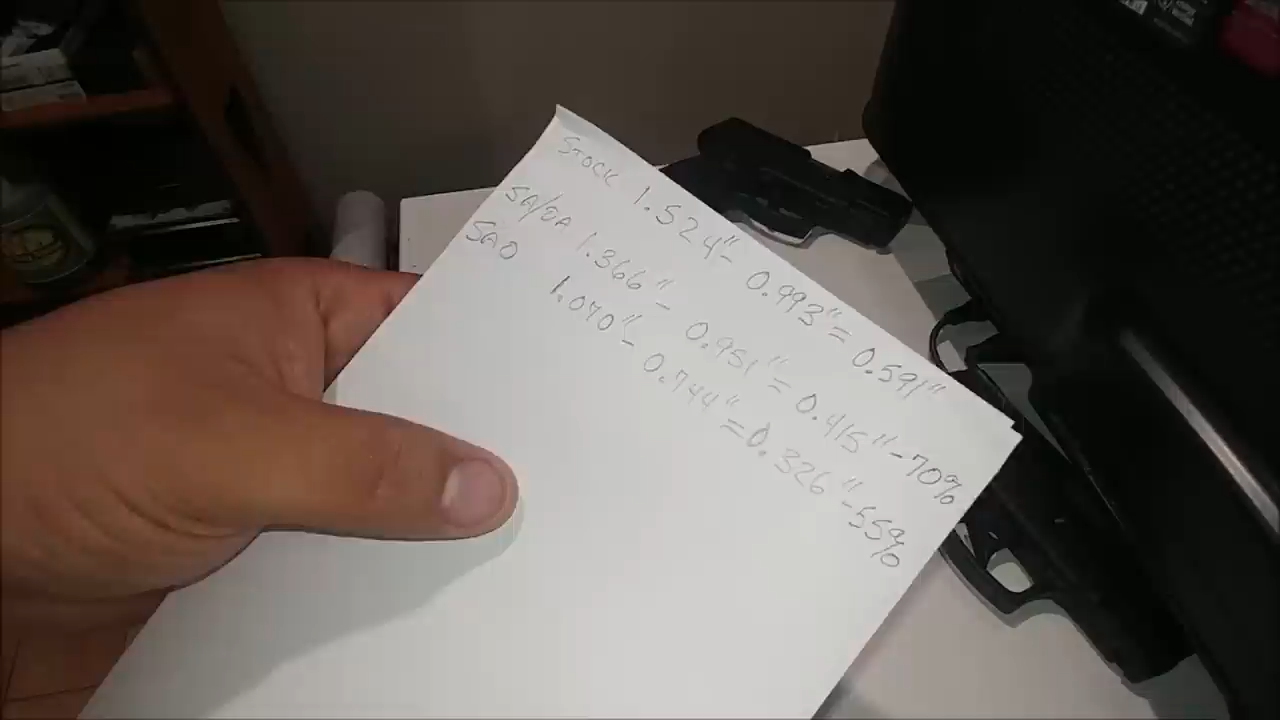 STOCK 1.524" - 0.993" = 0.591"
SA/DA 1.366" - 0.951" = 0.415" - 70%
SAO 1.070" - 0.744" = 0.326" - 55%